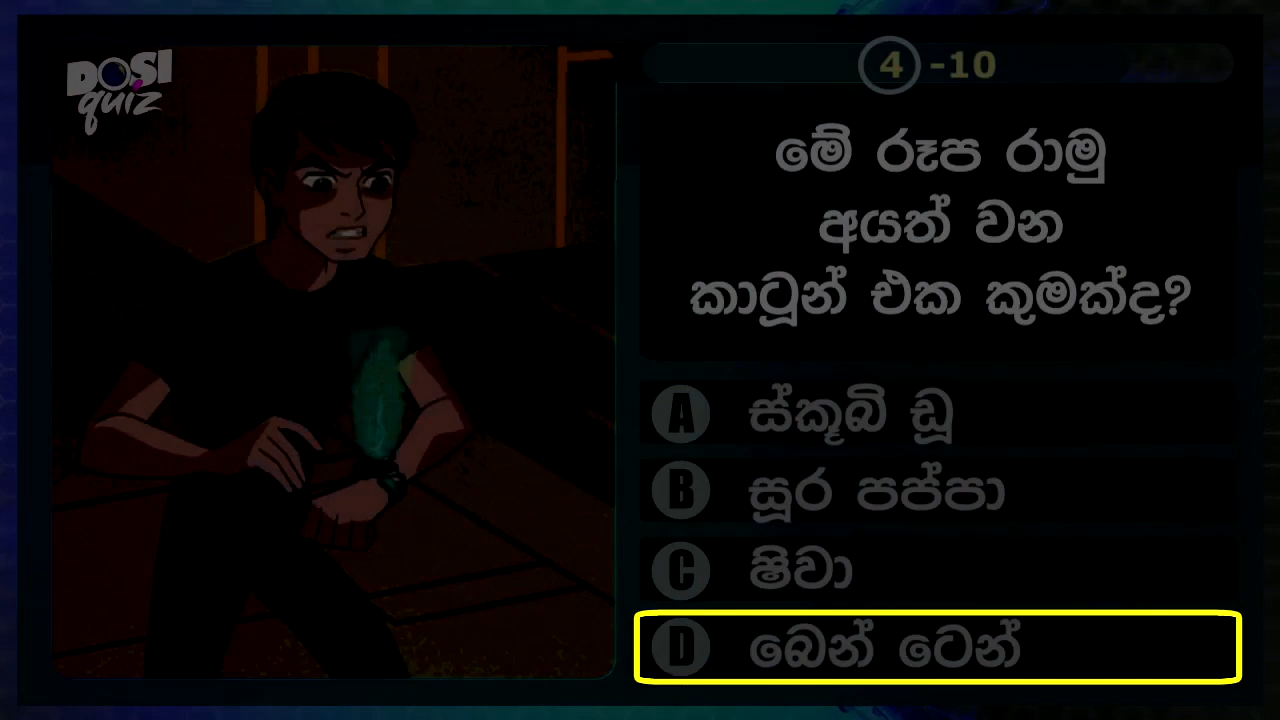 DOSI
quiz
4 -10
මේ රූප රාමු
අයත් වන
කාටූන් එක කුමක්ද?
A ස්කූබි ඩූ
B සූර පප්පා
C ෂිවා
D බෙන් ටෙන්